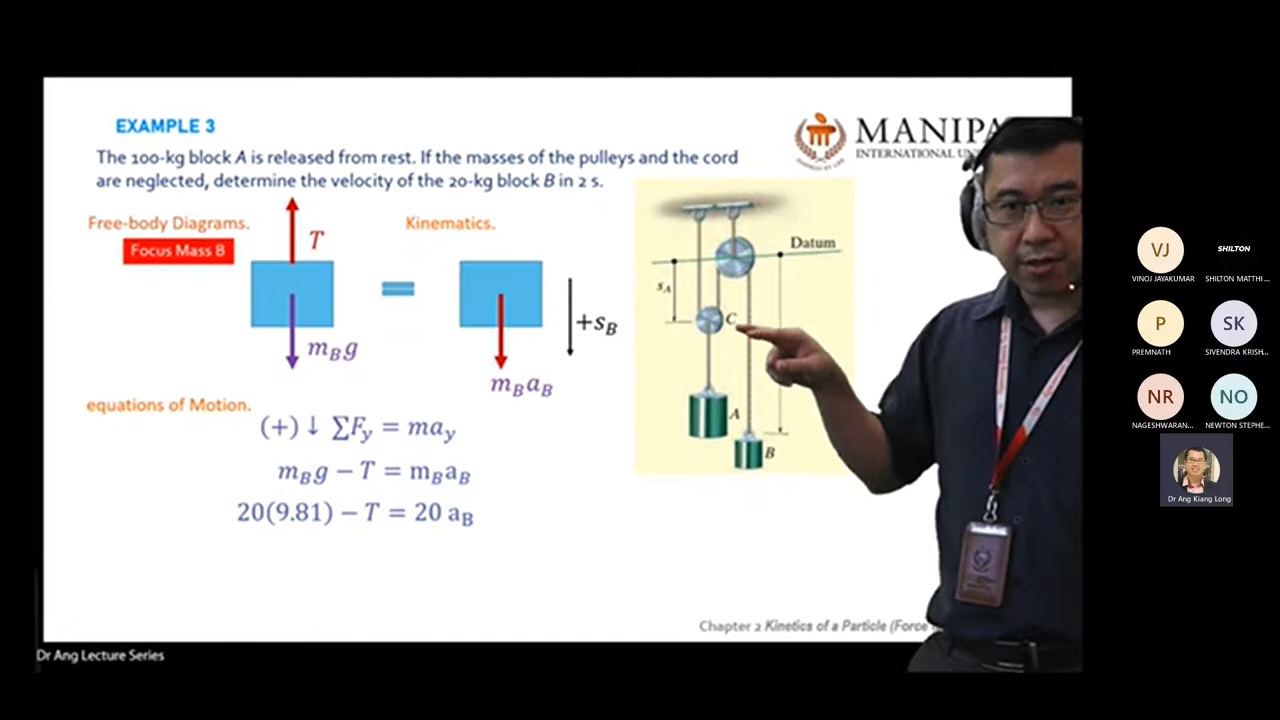 EXAMPLE 3
MANIPA
INTERNATIONAL UN
The 100-kg block A is released from rest. If the masses of the pulleys and the cord
are neglected, determine the velocity of the 20-kg block B in 2 s.
Free-body Diagrams.
Focus Mass B
T
m_B g
=
Kinematics.
+s_B
m_B a_B
Datum
s_A
C
A
B
equations of Motion.
(+) ↓ ∑F_y = ma_y
m_B g − T = m_B a_B
20(9.81) − T = 20 a_B
Chapter 2 Kinetics of a Particle (Force
Dr Ang Lecture Series
VJ
VINOJ JAYAKUMAR
SHILTON
SHILTON MATTHI...
P
PREMNATH
SK
SIVENDRA KRISH...
NR
NAGESHWARAN...
NO
NEWTON STEPHE...
Dr Ang Kiang Long